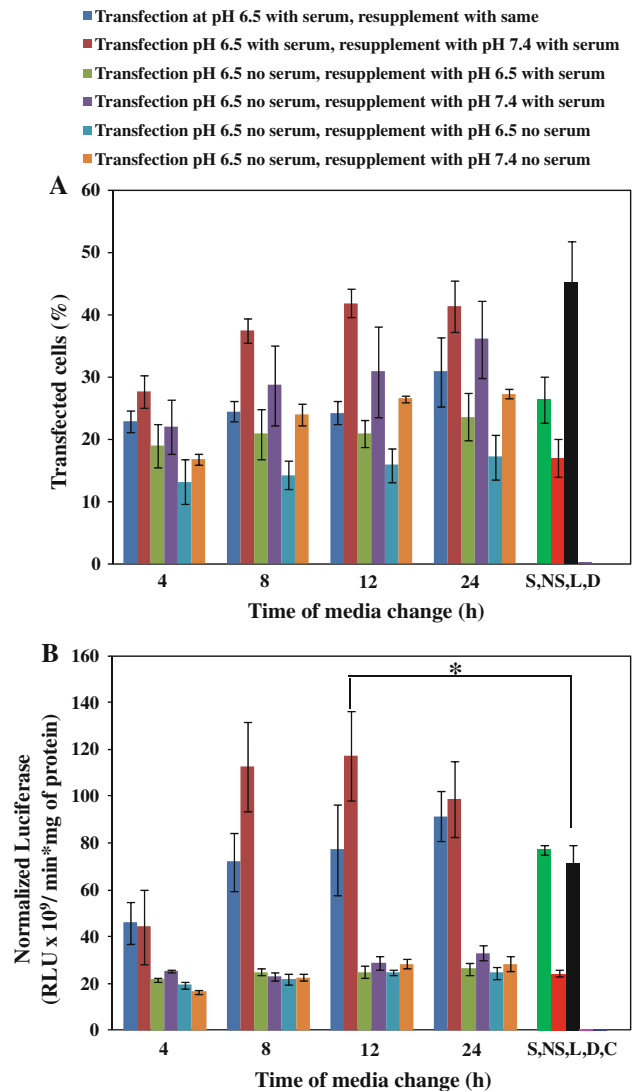 Transfection at pH 6.5 with serum, resupplement with same
Transfection pH 6.5 with serum, resupplement with pH 7.4 with serum
Transfection pH 6.5 no serum, resupplement with pH 6.5 with serum
Transfection pH 6.5 no serum, resupplement with pH 7.4 with serum
Transfection pH 6.5 no serum, resupplement with pH 6.5 no serum
Transfection pH 6.5 no serum, resupplement with pH 7.4 no serum
A
Transfected cells (%)
60
50
40
30
20
10
0
4 8 12 24 S,NS,L,D
Time of media change (h)
B
Normalized Luciferase
(RLU x 10⁹/ min*mg of protein)
160
140
120
100
80
60
40
20
0
*
4 8 12 24 S,NS,L,D,C
Time of media change (h)